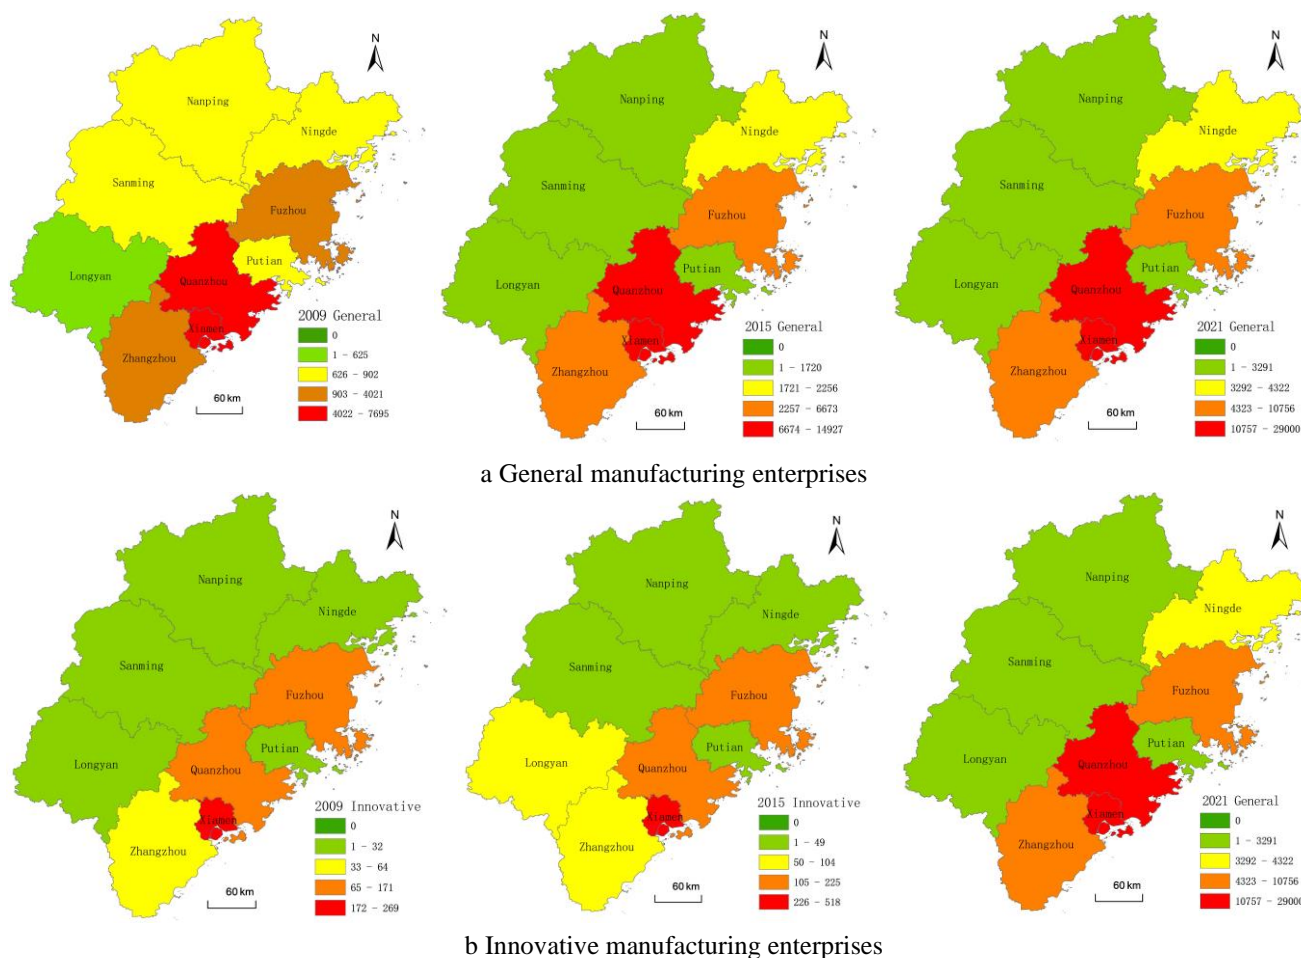 N
Nanping
Ningde
Sanming
Fuzhou
Longyan
Putian
Quanzhou
Xiamen
Zhangzhou
2009 General
0
1 - 625
626 - 902
903 - 4021
4022 - 7695
60 km
N
Nanping
Ningde
Sanming
Fuzhou
Longyan
Putian
Quanzhou
Xiamen
Zhangzhou
2015 General
0
1 - 1720
1721 - 2256
2257 - 6673
6674 - 14927
60 km
N
Nanping
Ningde
Sanming
Fuzhou
Longyan
Putian
Quanzhou
Xiamen
Zhangzhou
2021 General
0
1 - 3291
3292 - 4322
4323 - 10756
10757 - 29000
60 km
a General manufacturing enterprises
N
Nanping
Ningde
Sanming
Fuzhou
Longyan
Putian
Quanzhou
Xiamen
Zhangzhou
2009 Innovative
0
1 - 32
33 - 64
65 - 171
172 - 269
60 km
N
Nanping
Ningde
Sanming
Fuzhou
Longyan
Putian
Quanzhou
Xiamen
Zhangzhou
2015 Innovative
0
1 - 49
50 - 104
105 - 225
226 - 518
60 km
N
Nanping
Ningde
Sanming
Fuzhou
Longyan
Putian
Quanzhou
Xiamen
Zhangzhou
2021 General
0
1 - 3291
3292 - 4322
4323 - 10756
10757 - 29000
60 km
b Innovative manufacturing enterprises